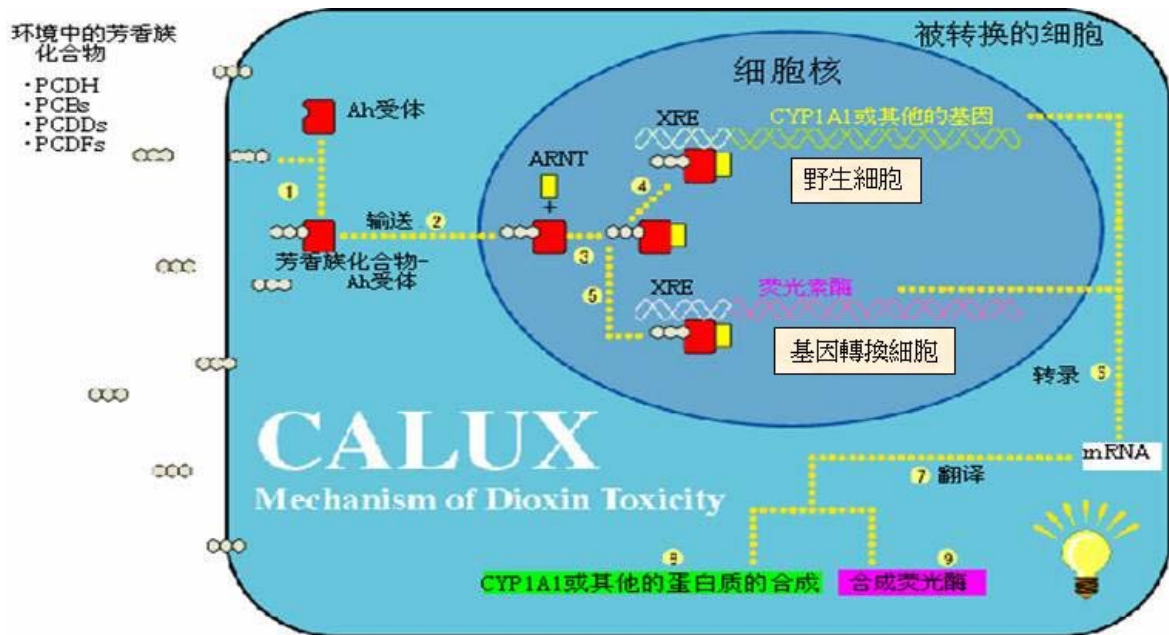 环境中的芳香族
化合物
·PCDH
·PCBs
·PCDDs
·PCDFs
被转换的细胞
细胞核
Ah受体
XRE
CYP1A1或其他的基因
ARNT
+
野生細胞
1
4
输送
2
3
芳香族化合物-
Ah受体
5
XRE
荧光素酶
基因轉換細胞
转录
6
CALUX
Mechanism of Dioxin Toxicity
mRNA
7
翻译
8
9
CYP1A1或其他的蛋白质的合成
合成荧光酶